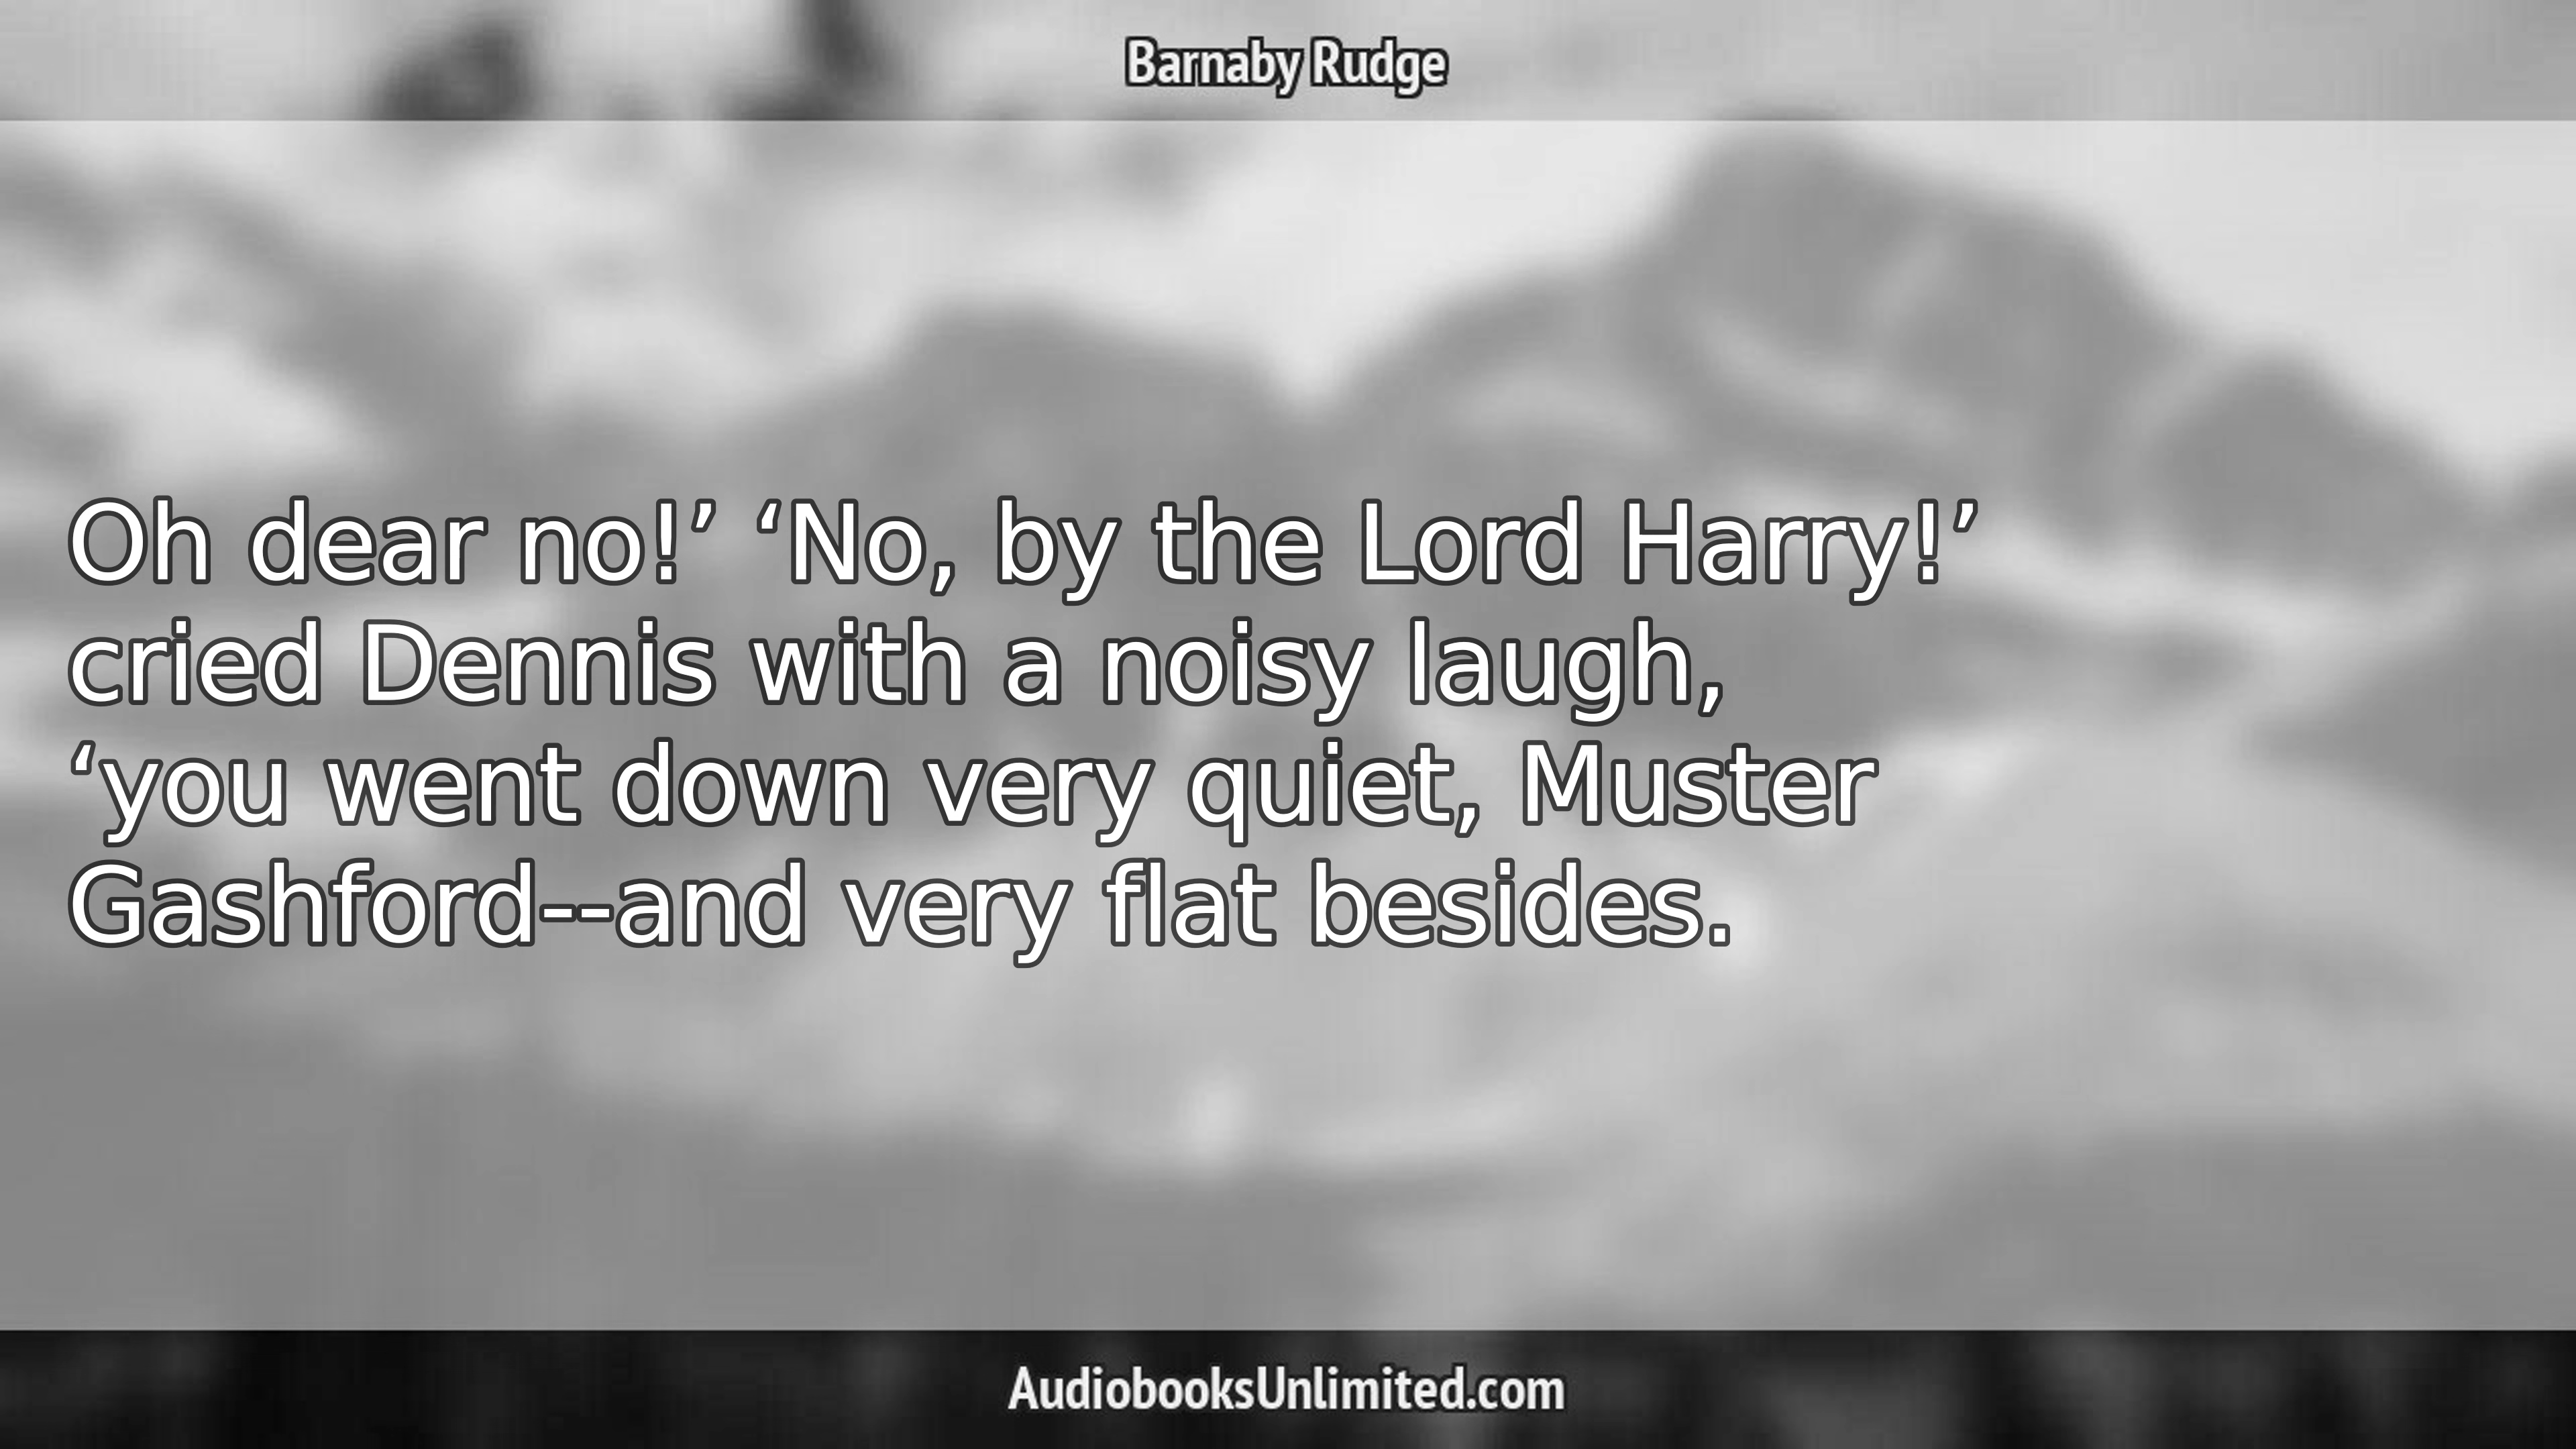 Barnaby Rudge
Oh dear no!’ ‘No, by the Lord Harry!’
cried Dennis with a noisy laugh,
‘you went down very quiet, Muster
Gashford--and very flat besides.
AudiobooksUnlimited.com